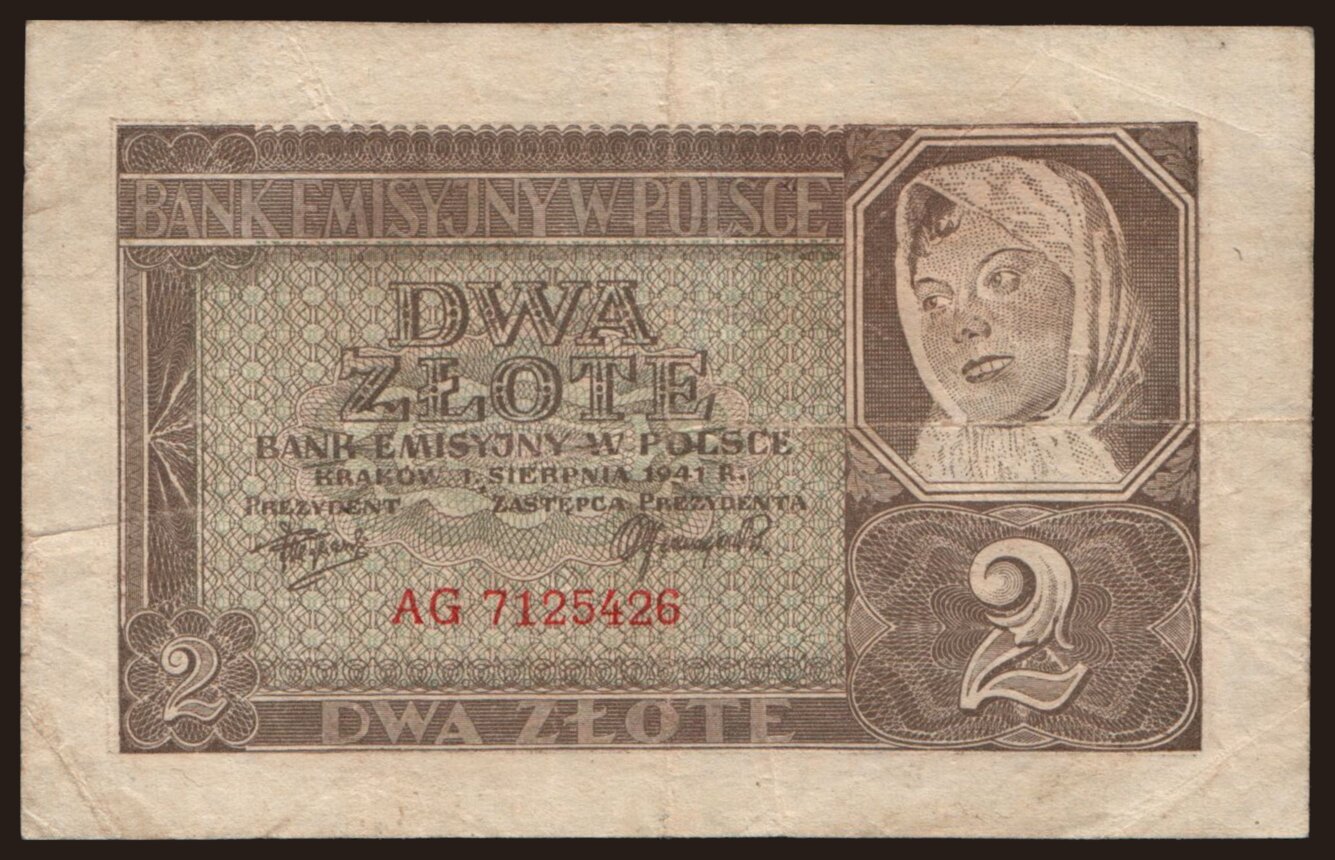 BANK EMISYJNY W POLSCE
DWA
ZŁOTE
BANK EMISYJNY W POLSCE
KRAKÓW 1. SIERPNIA 1941 R.
PREZYDENT ZASTĘPCA PREZYDENTA
AG 7125426
2
2
DWA ZŁOTE